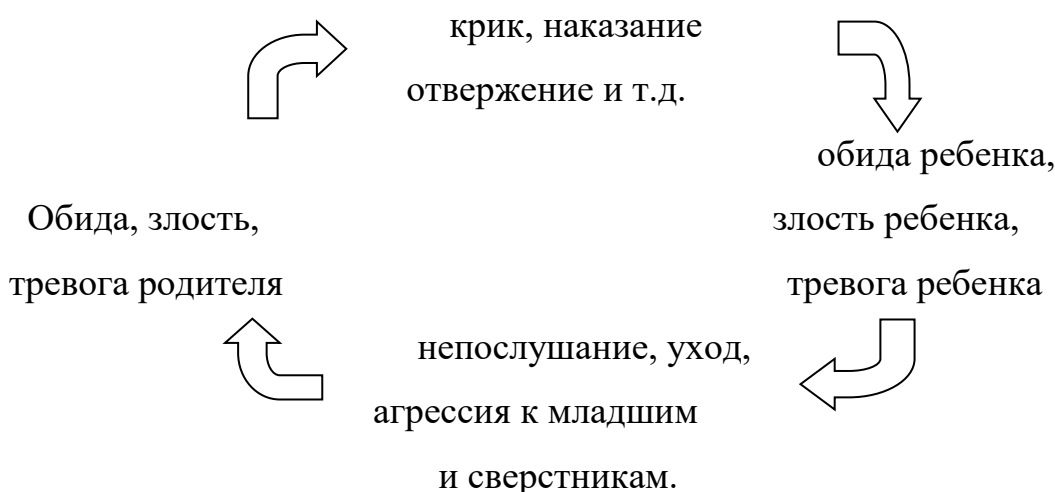 крик, наказание
отвержение и т.д.
обида ребенка,
злость ребенка,
тревога ребенка
непослушание, уход,
агрессия к младшим
и сверстникам.
Обида, злость,
тревога родителя